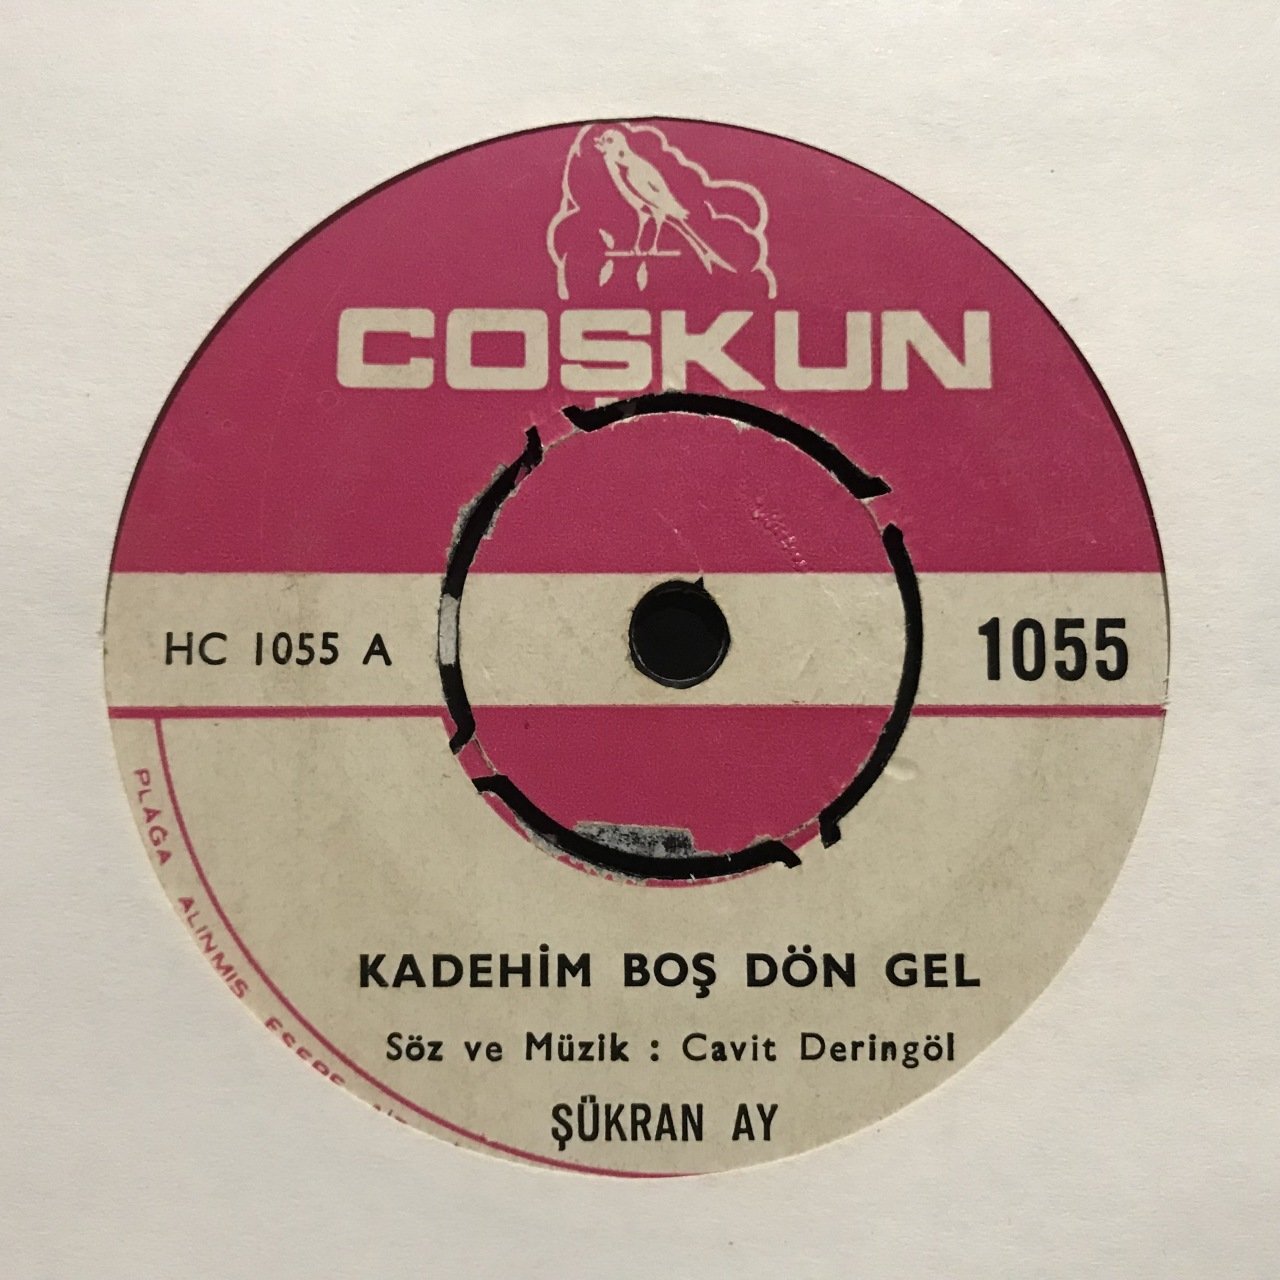 COŞKUN
HC 1055 A
1055
KADEHİM BOŞ DÖN GEL
Söz ve Müzik : Cavit Deringöl
ŞÜKRAN AY
PLAĞA ALINMIŞ